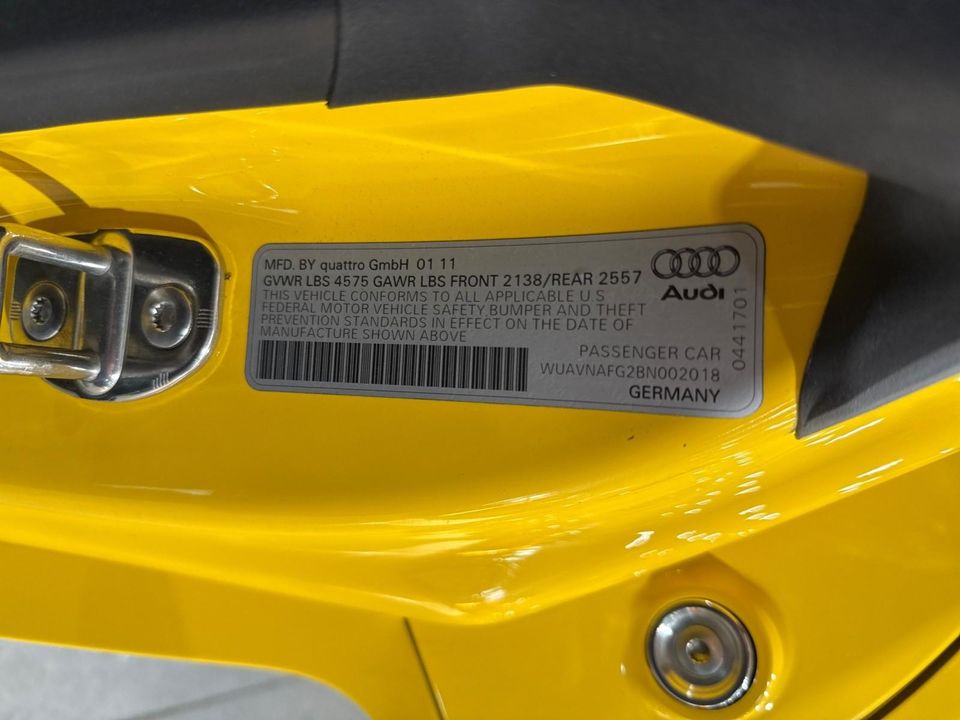 MFD. BY quattro GmbH 01 11
GVWR LBS 4575 GAWR LBS FRONT 2138/REAR 2557
THIS VEHICLE CONFORMS TO ALL APPLICABLE U S
FEDERAL MOTOR VEHICLE SAFETY BUMPER AND THEFT
PREVENTION STANDARDS IN EFFECT ON THE DATE OF
MANUFACTURE SHOWN ABOVE
Audi
0441701
PASSENGER CAR
WUAVNAFG2BN002018
GERMANY